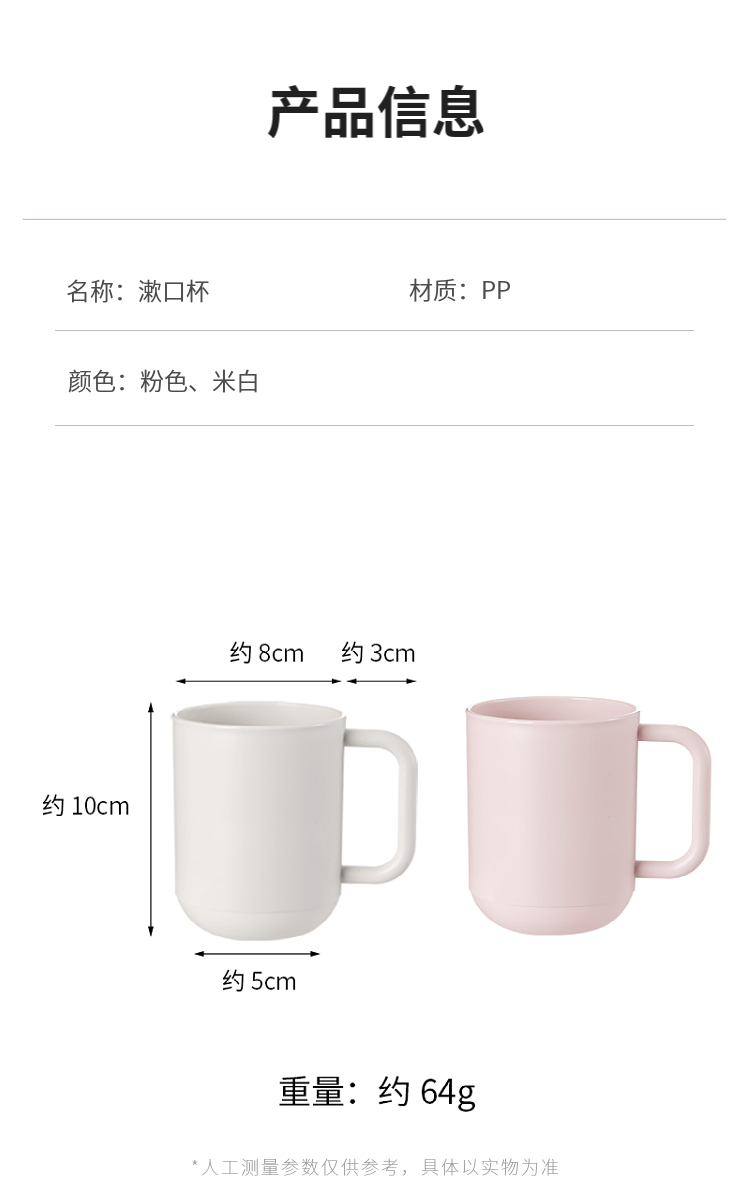 产品信息
名称：漱口杯
材质：PP
颜色：粉色、米白
约 8cm
约 3cm
约 10cm
约 5cm
重量：约 64g
*人工测量参数仅供参考，具体以实物为准